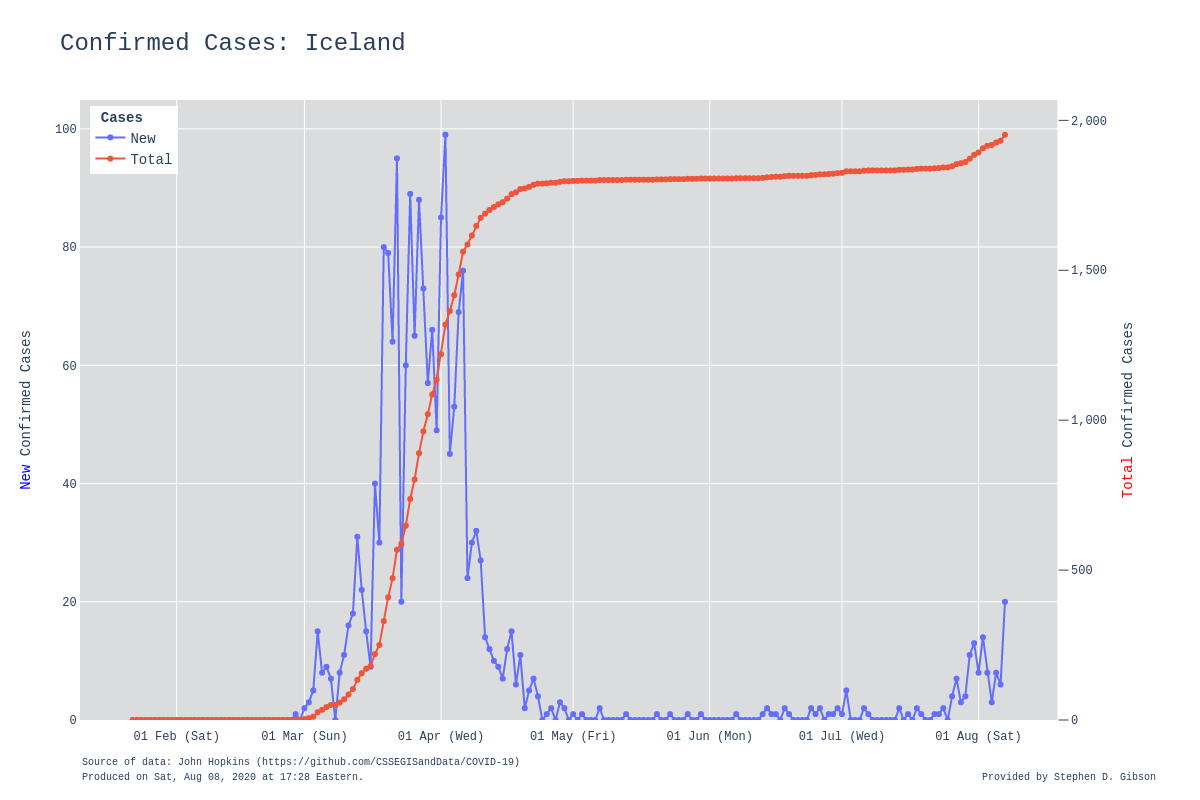 Confirmed Cases: Iceland
Cases
New
Total
100
80
60
40
20
0
2,000
1,500
1,000
500
0
New Confirmed Cases
Total Confirmed Cases
01 Feb (Sat)
01 Mar (Sun)
01 Apr (Wed)
01 May (Fri)
01 Jun (Mon)
01 Jul (Wed)
01 Aug (Sat)
Source of data: John Hopkins (https://github.com/CSSEGISandData/COVID-19)
Produced on Sat, Aug 08, 2020 at 17:28 Eastern.
Provided by Stephen D. Gibson